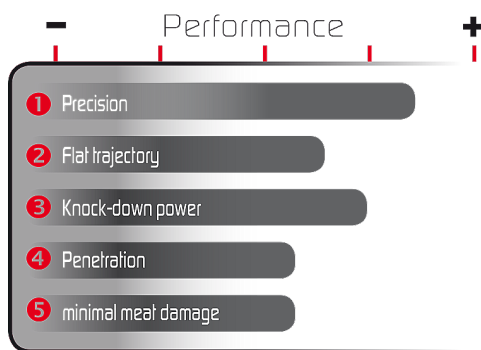 Performance
− +
1 Precision
2 Flat trajectory
3 Knock-down power
4 Penetration
5 minimal meat damage